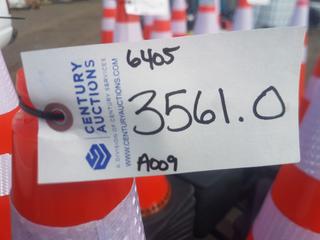 6405
3561.0
A009
CENTURY
AUCTIONS
A DIVISION OF CENTURY SERVICES
WWW.CENTURYAUCTIONS.COM